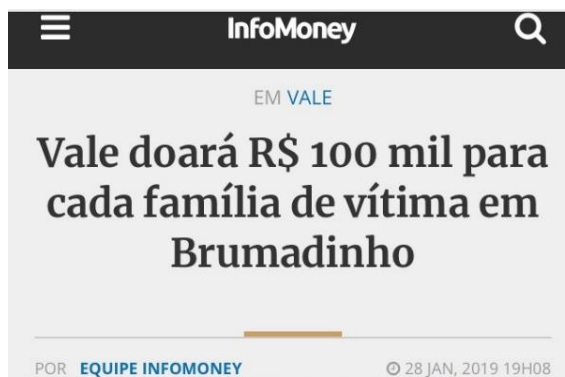 InfoMoney
EM VALE
Vale doará R$ 100 mil para
cada família de vítima em
Brumadinho
POR EQUIPE INFOMONEY 28 JAN, 2019 19H08